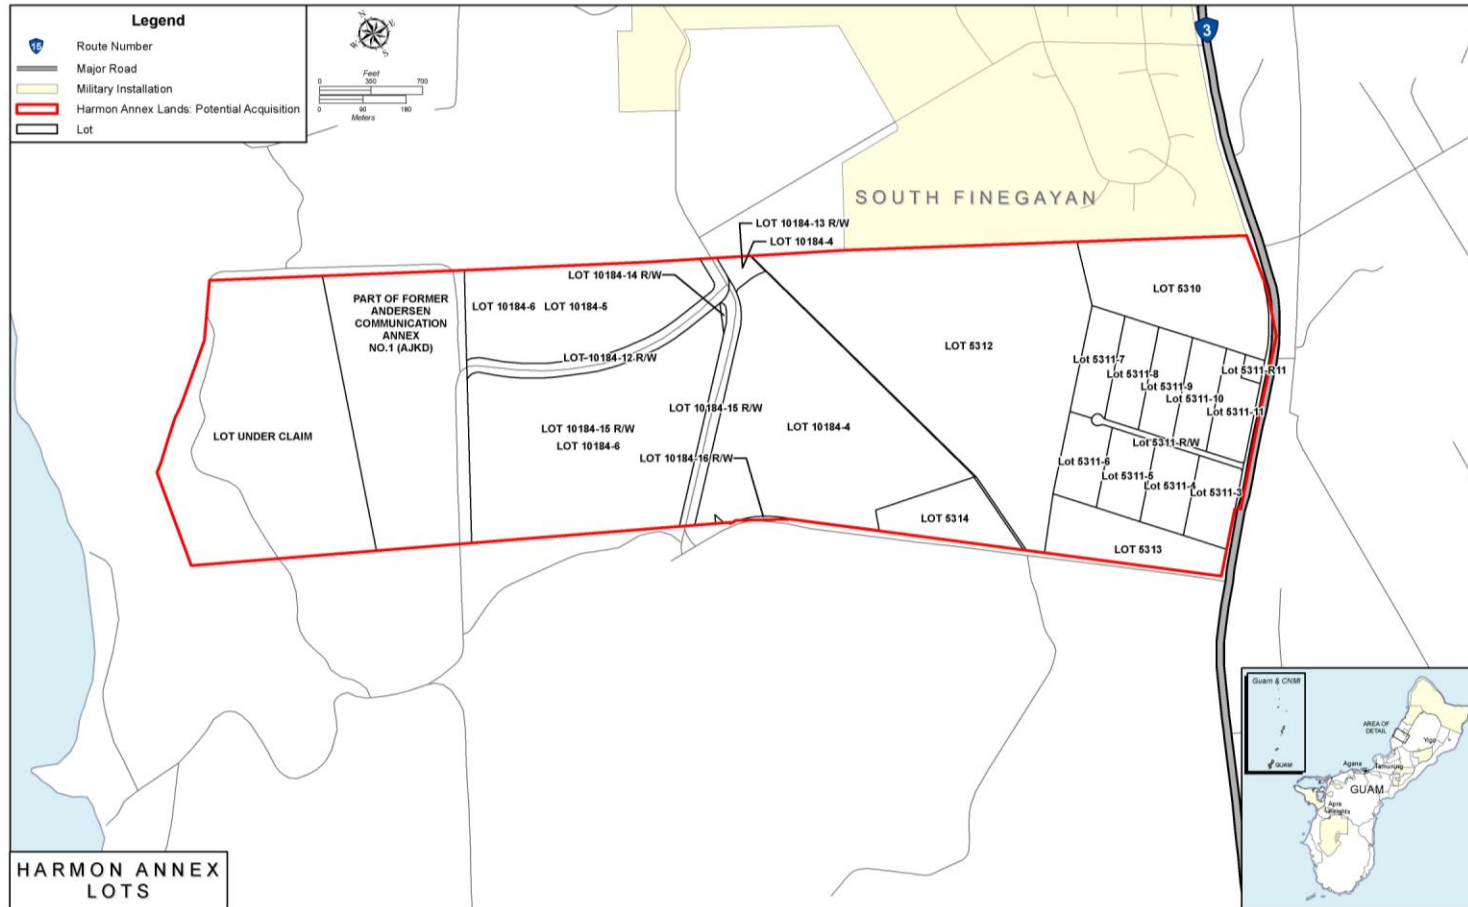 Legend
15
Route Number
Major Road
Military Installation
Harmon Annex Lands: Potential Acquisition
Lot
N
E
S
W
Feet
0 350 700
0 90 180
Meters
3
SOUTH FINEGAYAN
LOT 10184-13 R/W
LOT 10184-4
LOT 10184-14 R/W
LOT 5310
PART OF FORMER
ANDERSEN
COMMUNICATION
ANNEX
NO.1 (AJKD)
LOT 10184-6
LOT 10184-5
LOT 5312
LOT 10184-12 R/W
Lot 5311-7
Lot 5311-8
Lot 5311-9
Lot 5311-10
Lot 5311-11
Lot 5311-R11
LOT 10184-15 R/W
LOT UNDER CLAIM
LOT 10184-15 R/W
LOT 10184-6
LOT 10184-4
Lot 5311-R/W
LOT 10184-16 R/W
Lot 5311-6
Lot 5311-5
Lot 5311-4
Lot 5311-3
LOT 5314
LOT 5313
Guam & CNMI
GUAM
AREA OF
DETAIL
Yigo
Agana
Tamuning
GUAM
Apra
Heights
HARMON ANNEX
LOTS